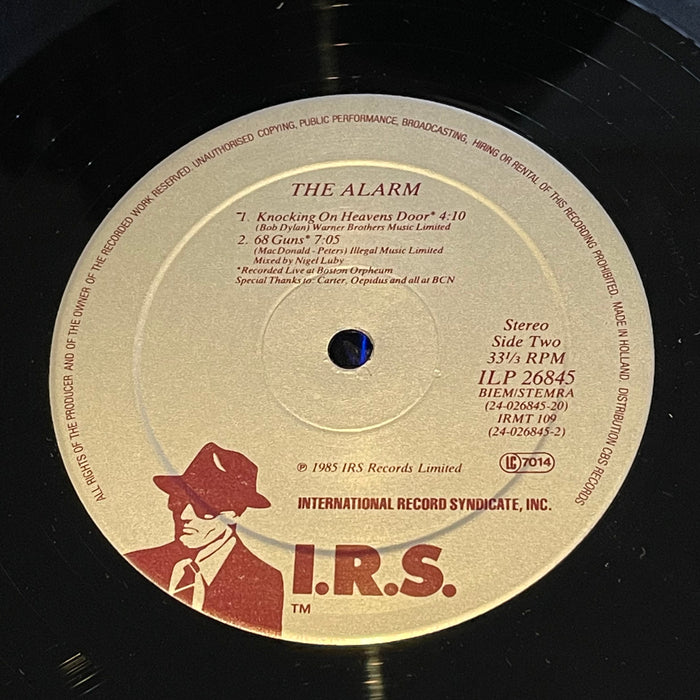 ALL RIGHTS OF THE PRODUCER AND OF THE OWNER OF THE RECORDED WORK RESERVED. UNAUTHORISED COPYING, PUBLIC PERFORMANCE, BROADCASTING, HIRING OR RENTAL OF THIS RECORDING PROHIBITED. MADE IN HOLLAND. DISTRIBUTION CBS RECORDS
THE ALARM
1. Knocking On Heavens Door* 4:10
(Bob Dylan) Warner Brothers Music Limited
2. 68 Guns* 7:05
(MacDonald - Peters) Illegal Music Limited
Mixed by Nigel Luby
*Recorded Live at Boston Orpheum
Special Thanks to: Carter, Oepidus and all at BCN
Stereo
Side Two
33⅓ RPM
ILP 26845
BIEM/STEMRA
(24-026845-20)
IRMT 109
(24-026845-2)
LC 7014
℗ 1985 IRS Records Limited
INTERNATIONAL RECORD SYNDICATE, INC.
I.R.S.
TM